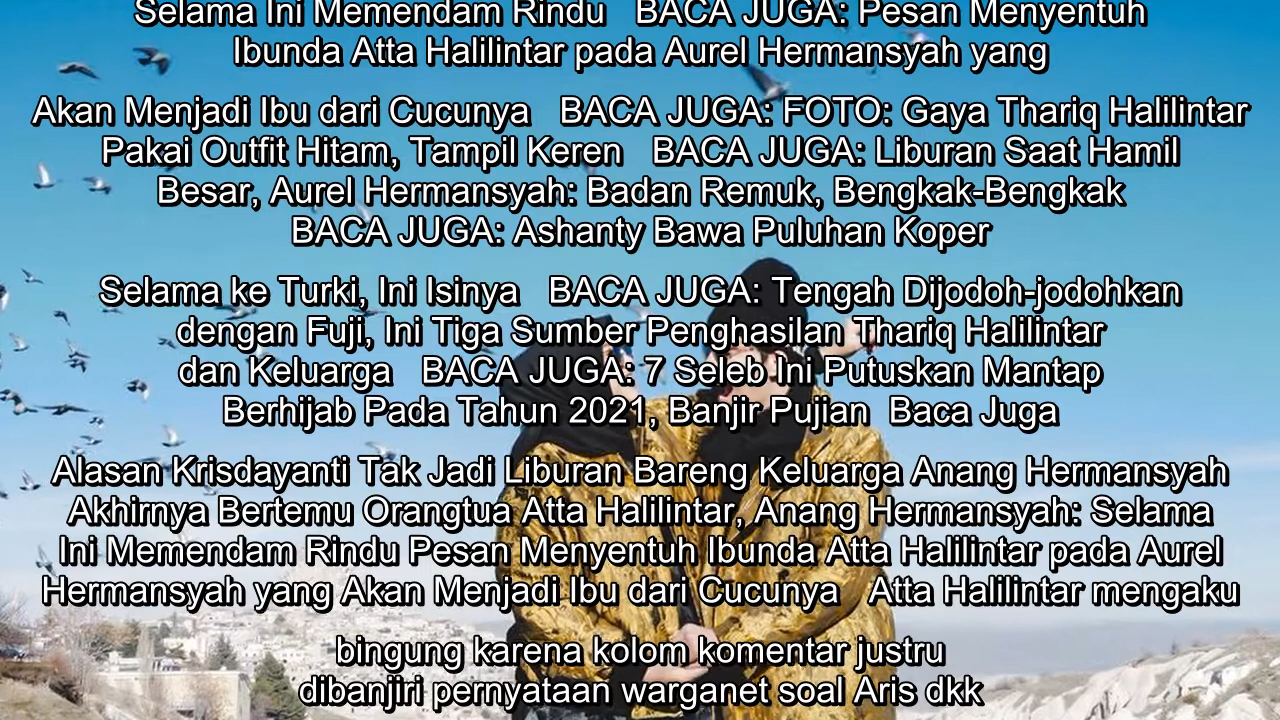 Selama Ini Memendam Rindu   BACA JUGA: Pesan Menyentuh
Ibunda Atta Halilintar pada Aurel Hermansyah yang
Akan Menjadi Ibu dari Cucunya   BACA JUGA: FOTO: Gaya Thariq Halilintar
Pakai Outfit Hitam, Tampil Keren   BACA JUGA: Liburan Saat Hamil
Besar, Aurel Hermansyah: Badan Remuk, Bengkak-Bengkak
BACA JUGA: Ashanty Bawa Puluhan Koper
Selama ke Turki, Ini Isinya   BACA JUGA: Tengah Dijodoh-jodohkan
dengan Fuji, Ini Tiga Sumber Penghasilan Thariq Halilintar
dan Keluarga   BACA JUGA: 7 Seleb Ini Putuskan Mantap
Berhijab Pada Tahun 2021, Banjir Pujian  Baca Juga
Alasan Krisdayanti Tak Jadi Liburan Bareng Keluarga Anang Hermansyah
Akhirnya Bertemu Orangtua Atta Halilintar, Anang Hermansyah: Selama
Ini Memendam Rindu Pesan Menyentuh Ibunda Atta Halilintar pada Aurel
Hermansyah yang Akan Menjadi Ibu dari Cucunya   Atta Halilintar mengaku
bingung karena kolom komentar justru
dibanjiri pernyataan warganet soal Aris dkk